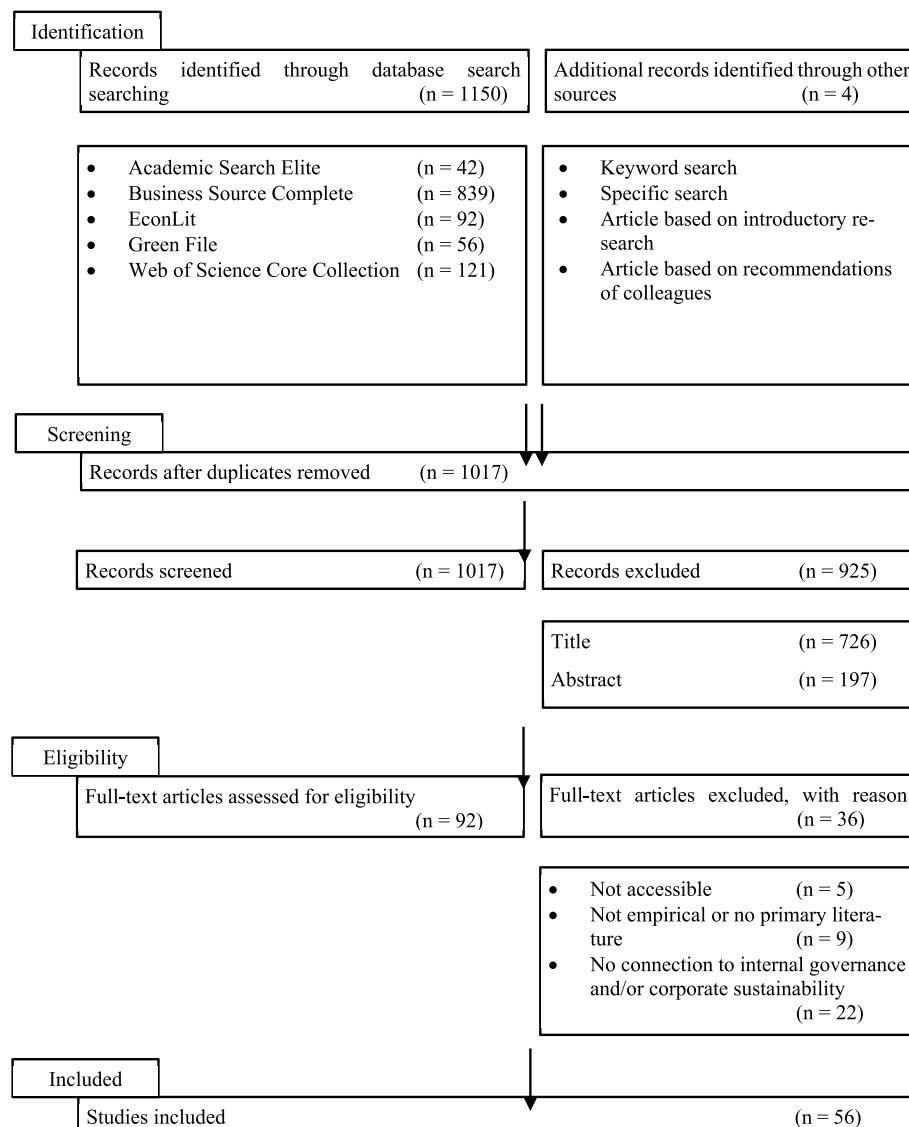 Identification
Records identified through database search
searching (n = 1150)
Additional records identified through other
sources (n = 4)
• Academic Search Elite (n = 42)
• Business Source Complete (n = 839)
• EconLit (n = 92)
• Green File (n = 56)
• Web of Science Core Collection (n = 121)
• Keyword search
• Specific search
• Article based on introductory re-
search
• Article based on recommendations
of colleagues
Screening
Records after duplicates removed (n = 1017)
Records screened (n = 1017)
Records excluded (n = 925)
Title (n = 726)
Abstract (n = 197)
Eligibility
Full-text articles assessed for eligibility
(n = 92)
Full-text articles excluded, with reason
(n = 36)
• Not accessible (n = 5)
• Not empirical or no primary litera-
ture (n = 9)
• No connection to internal governance
and/or corporate sustainability
(n = 22)
Included
Studies included (n = 56)